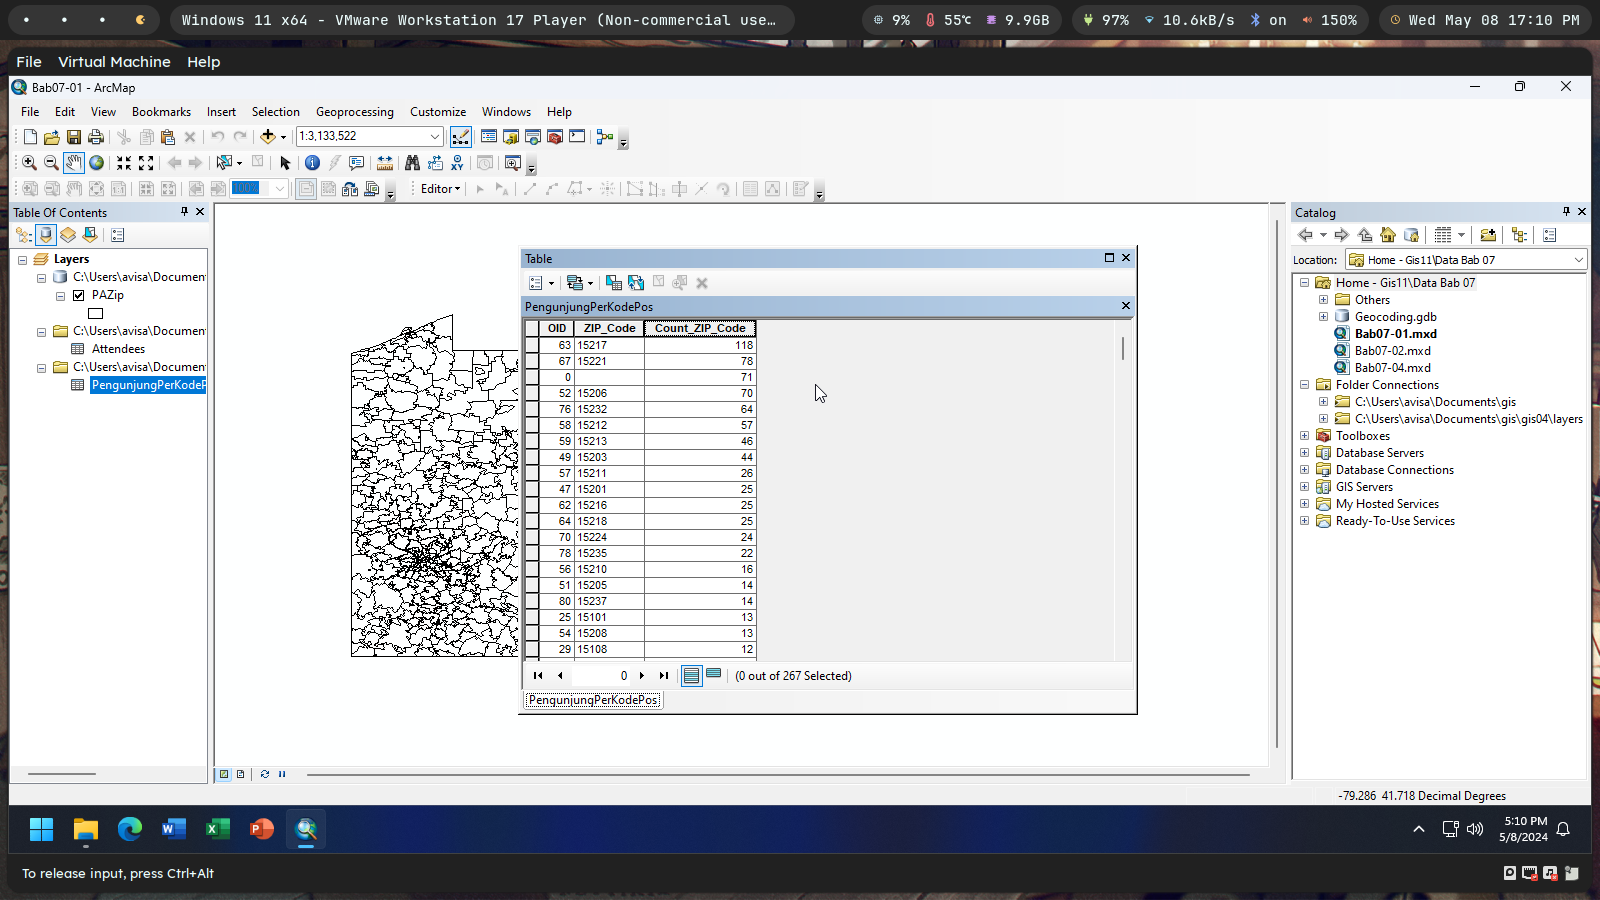 Windows 11 x64 - VMware Workstation 17 Player (Non-commercial use…
9%
55℃
9.9GB
97%
10.6kB/s
on
150%
Wed May 08 17:10 PM
File Virtual Machine Help
Bab07-01 - ArcMap
File Edit View Bookmarks Insert Selection Geoprocessing Customize Windows Help
1:3,133,522
100%
Editor
Table Of Contents
Layers
C:\Users\avisa\Documen
PAZip
C:\Users\avisa\Documen
Attendees
C:\Users\avisa\Documen
PengunjungPerKodeP
Table
PengunjungPerKodePos
OID ZIP_Code Count_ZIP_Code
63 15217 118
67 15221 78
0 71
52 15206 70
76 15232 64
58 15212 57
59 15213 46
49 15203 44
57 15211 26
47 15201 25
62 15216 25
64 15218 25
70 15224 24
78 15235 22
56 15210 16
51 15205 14
80 15237 14
25 15101 13
54 15208 13
29 15108 12
0
(0 out of 267 Selected)
PengunjungPerKodePos
Catalog
Location: Home - Gis11\Data Bab 07
Home - Gis11\Data Bab 07
Others
Geocoding.gdb
Bab07-01.mxd
Bab07-02.mxd
Bab07-04.mxd
Folder Connections
C:\Users\avisa\Documents\gis
C:\Users\avisa\Documents\gis\gis04\layers
Toolboxes
Database Servers
Database Connections
GIS Servers
My Hosted Services
Ready-To-Use Services
-79.286 41.718 Decimal Degrees
5:10 PM
5/8/2024
To release input, press Ctrl+Alt